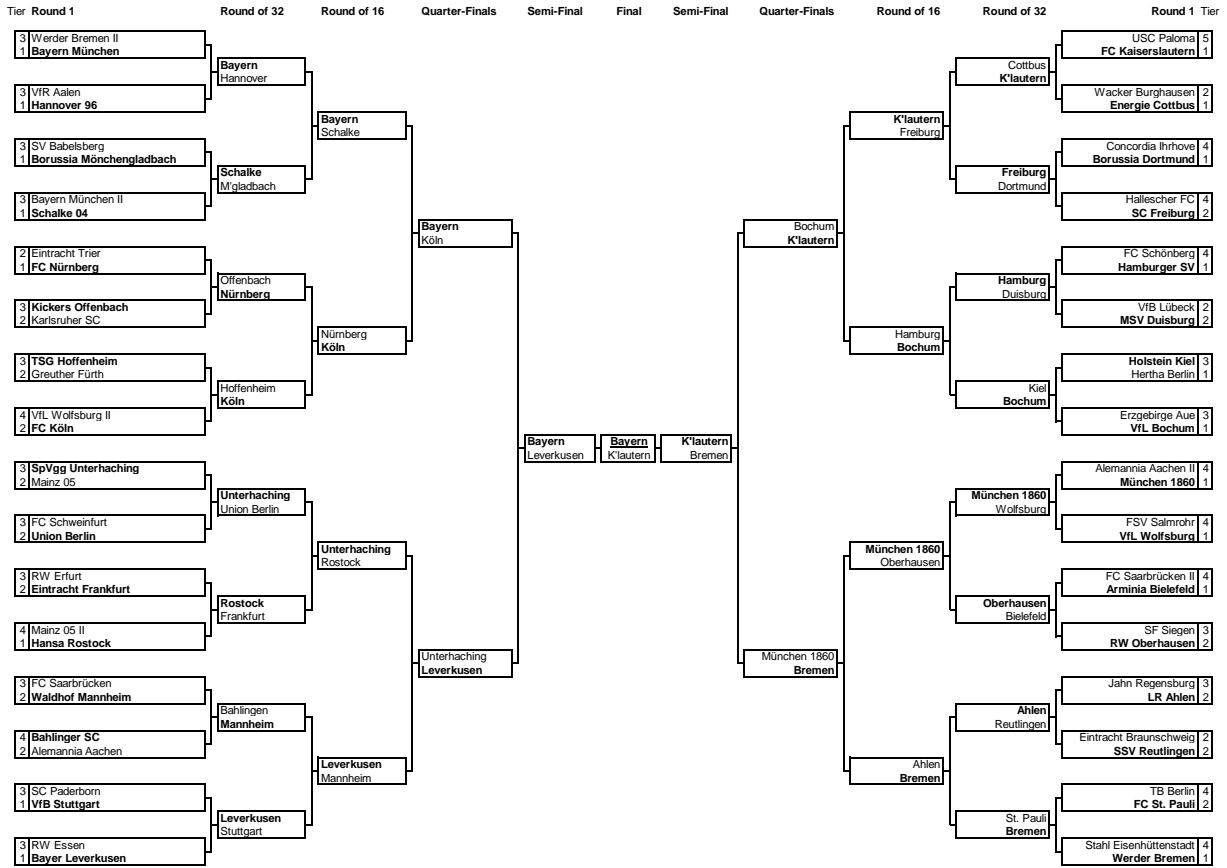 Tier Round 1 Round of 32 Round of 16 Quarter-Finals Semi-Final Final Semi-Final Quarter-Finals Round of 16 Round of 32 Round 1 Tier
3 Werder Bremen II
1 Bayern München
Bayern
Hannover
3 VfR Aalen
1 Hannover 96
Bayern
Schalke
3 SV Babelsberg
1 Borussia Mönchengladbach
Schalke
M'gladbach
3 Bayern München II
1 Schalke 04
Bayern
Köln
2 Eintracht Trier
1 FC Nürnberg
Offenbach
Nürnberg
3 Kickers Offenbach
2 Karlsruher SC
Nürnberg
Köln
3 TSG Hoffenheim
2 Greuther Fürth
Hoffenheim
Köln
4 VfL Wolfsburg II
2 FC Köln
Bayern
Leverkusen
3 SpVgg Unterhaching
2 Mainz 05
Unterhaching
Union Berlin
3 FC Schweinfurt
2 Union Berlin
Unterhaching
Rostock
3 RW Erfurt
2 Eintracht Frankfurt
Rostock
Frankfurt
4 Mainz 05 II
1 Hansa Rostock
Unterhaching
Leverkusen
3 FC Saarbrücken
2 Waldhof Mannheim
Bahlingen
Mannheim
4 Bahlinger SC
2 Alemannia Aachen
Leverkusen
Mannheim
3 SC Paderborn
1 VfB Stuttgart
Leverkusen
Stuttgart
3 RW Essen
1 Bayer Leverkusen
Bayern
K'lautern
K'lautern
Bremen
USC Paloma 5
FC Kaiserslautern 1
Cottbus
K'lautern
Wacker Burghausen 2
Energie Cottbus 1
K'lautern
Freiburg
Concordia Ihrhove 4
Borussia Dortmund 1
Freiburg
Dortmund
Hallescher FC 4
SC Freiburg 2
Bochum
K'lautern
FC Schönberg 4
Hamburger SV 1
Hamburg
Duisburg
VfB Lübeck 2
MSV Duisburg 2
Hamburg
Bochum
Holstein Kiel 3
Hertha Berlin 1
Kiel
Bochum
Erzgebirge Aue 3
VfL Bochum 1
Alemannia Aachen II 4
München 1860 1
München 1860
Wolfsburg
FSV Salmrohr 4
VfL Wolfsburg 1
München 1860
Oberhausen
FC Saarbrücken II 4
Arminia Bielefeld 1
Oberhausen
Bielefeld
SF Siegen 3
RW Oberhausen 2
München 1860
Bremen
Jahn Regensburg 3
LR Ahlen 2
Ahlen
Reutlingen
Eintracht Braunschweig 2
SSV Reutlingen 2
Ahlen
Bremen
TB Berlin 4
FC St. Pauli 2
St. Pauli
Bremen
Stahl Eisenhüttenstadt 4
Werder Bremen 1